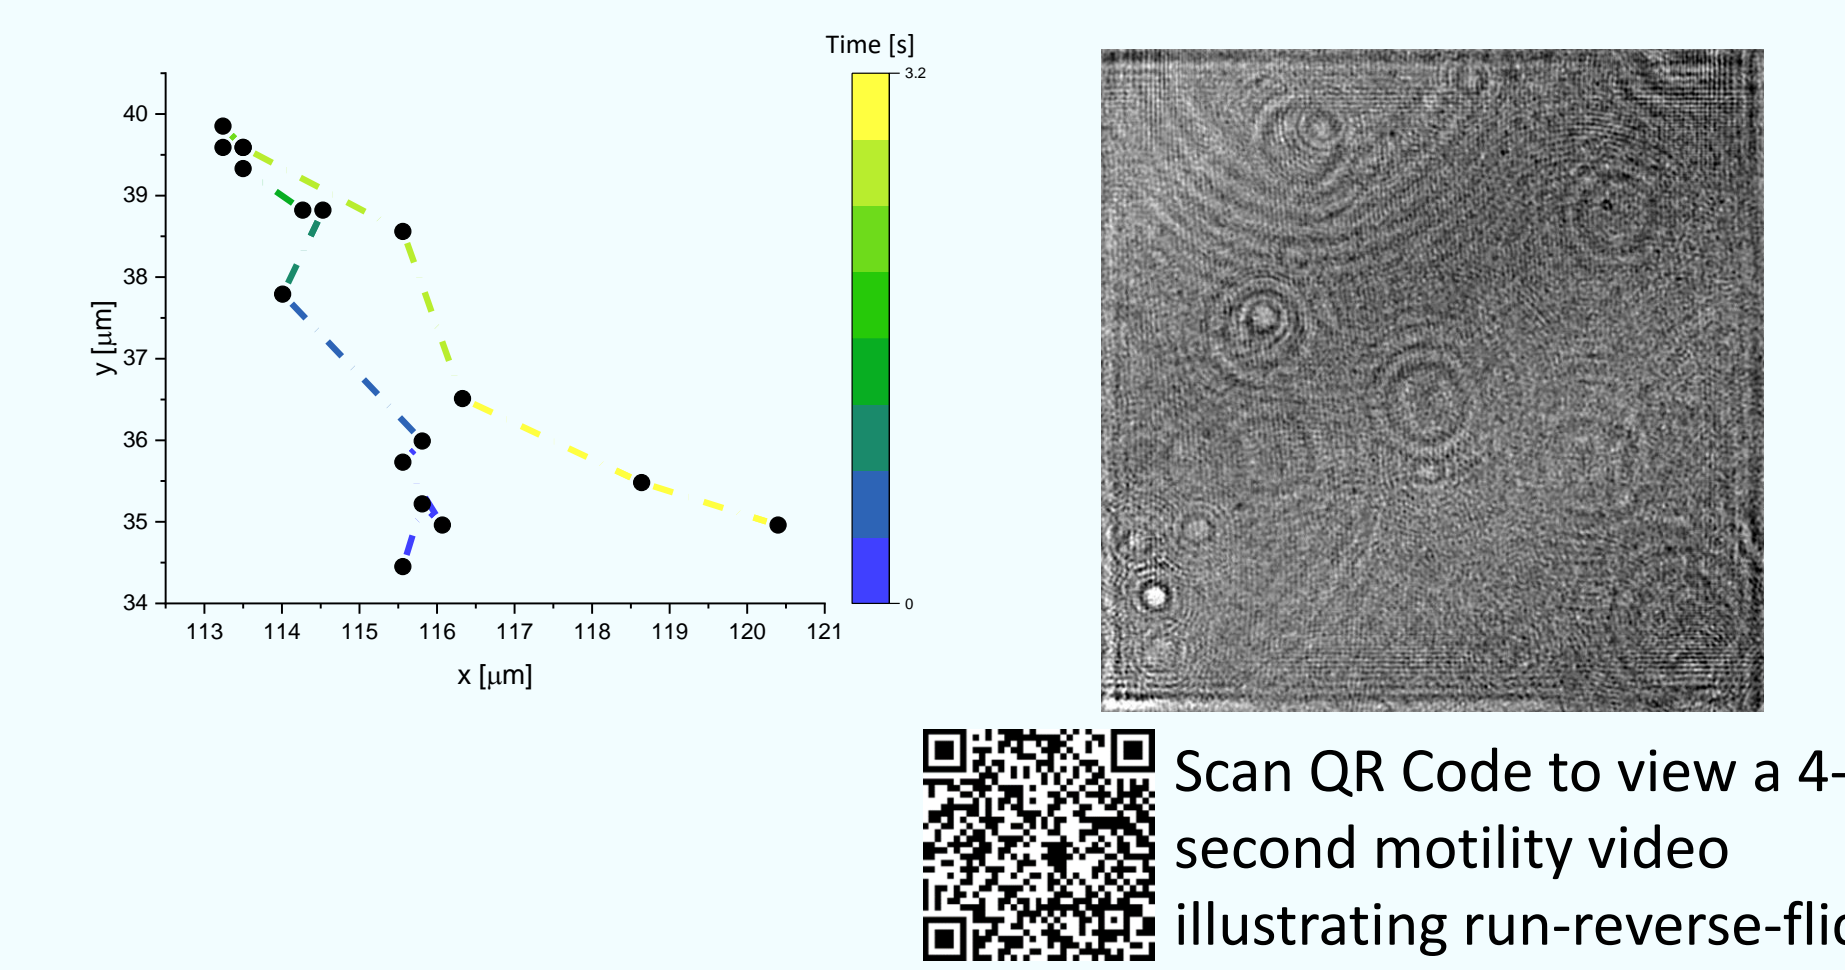 Time [s]
3.2
0
40
39
38
37
36
35
34
y [μm]
113 114 115 116 117 118 119 120 121
x [μm]
Scan QR Code to view a 4-
second motility video
illustrating run-reverse-flic